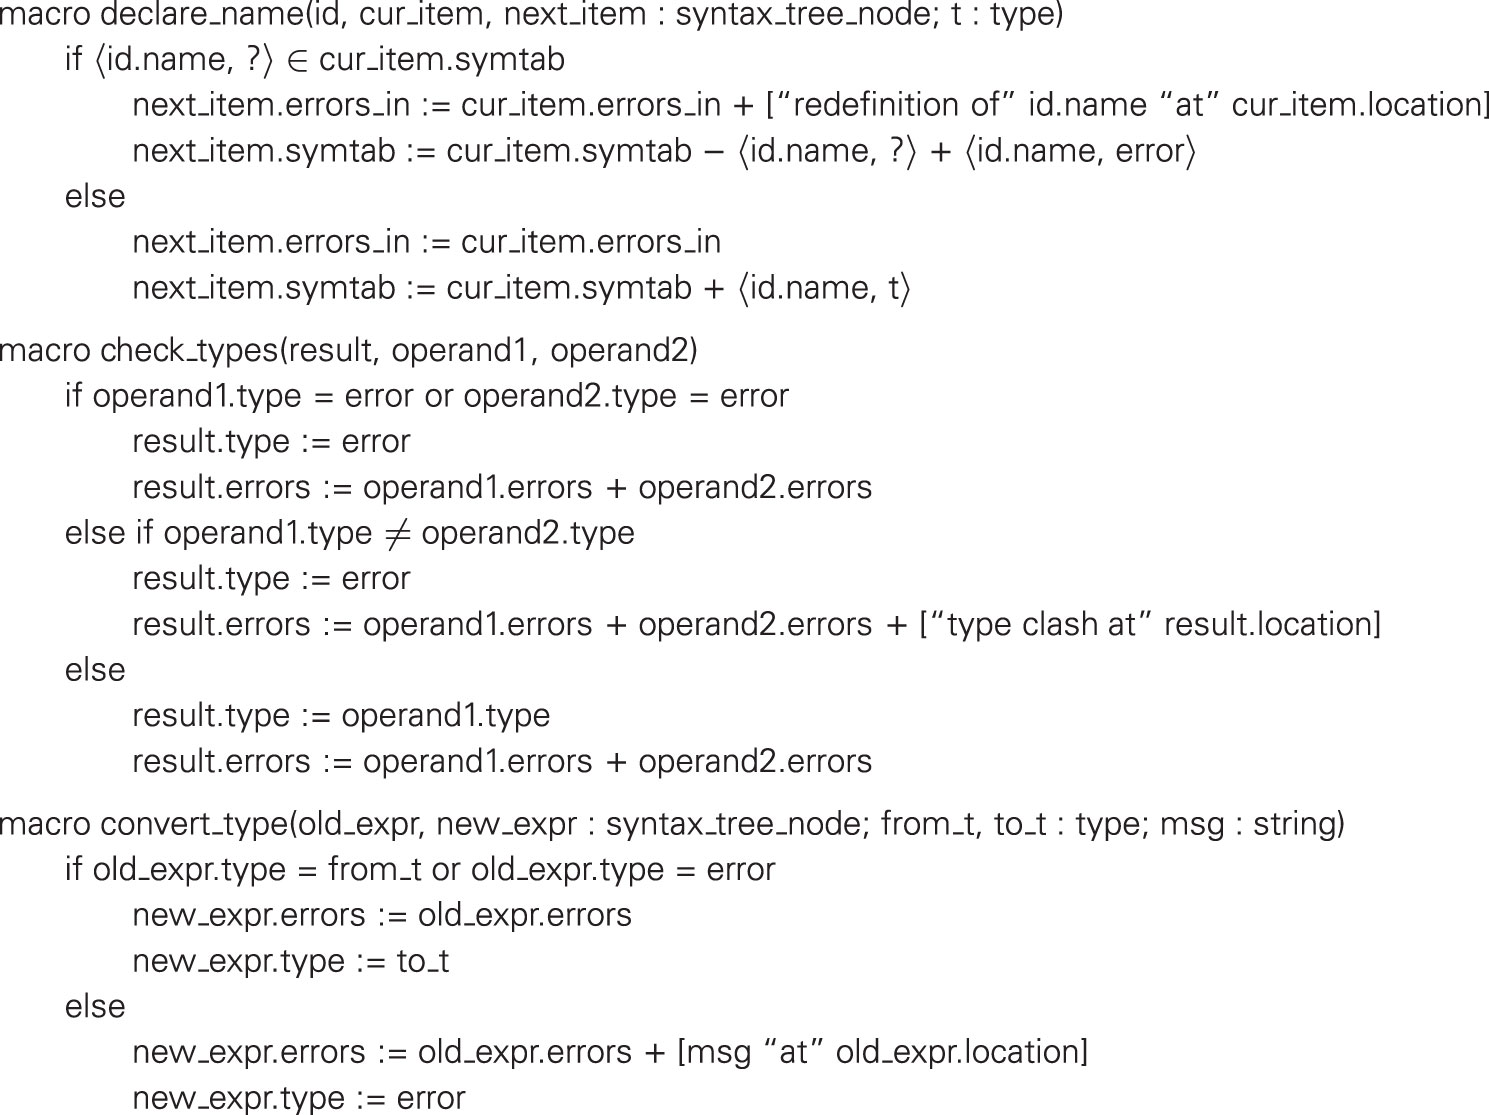 macro declare_name(id, cur_item, next_item : syntax_tree_node; t : type)
if ⟨id.name, ?⟩ ∈ cur_item.symtab
next_item.errors_in := cur_item.errors_in + [“redefinition of” id.name “at” cur_item.location]
next_item.symtab := cur_item.symtab − ⟨id.name, ?⟩ + ⟨id.name, error⟩
else
next_item.errors_in := cur_item.errors_in
next_item.symtab := cur_item.symtab + ⟨id.name, t⟩
macro check_types(result, operand1, operand2)
if operand1.type = error or operand2.type = error
result.type := error
result.errors := operand1.errors + operand2.errors
else if operand1.type ≠ operand2.type
result.type := error
result.errors := operand1.errors + operand2.errors + [“type clash at” result.location]
else
result.type := operand1.type
result.errors := operand1.errors + operand2.errors
macro convert_type(old_expr, new_expr : syntax_tree_node; from_t, to_t : type; msg : string)
if old_expr.type = from_t or old_expr.type = error
new_expr.errors := old_expr.errors
new_expr.type := to_t
else
new_expr.errors := old_expr.errors + [msg “at” old_expr.location]
new_expr.type := error